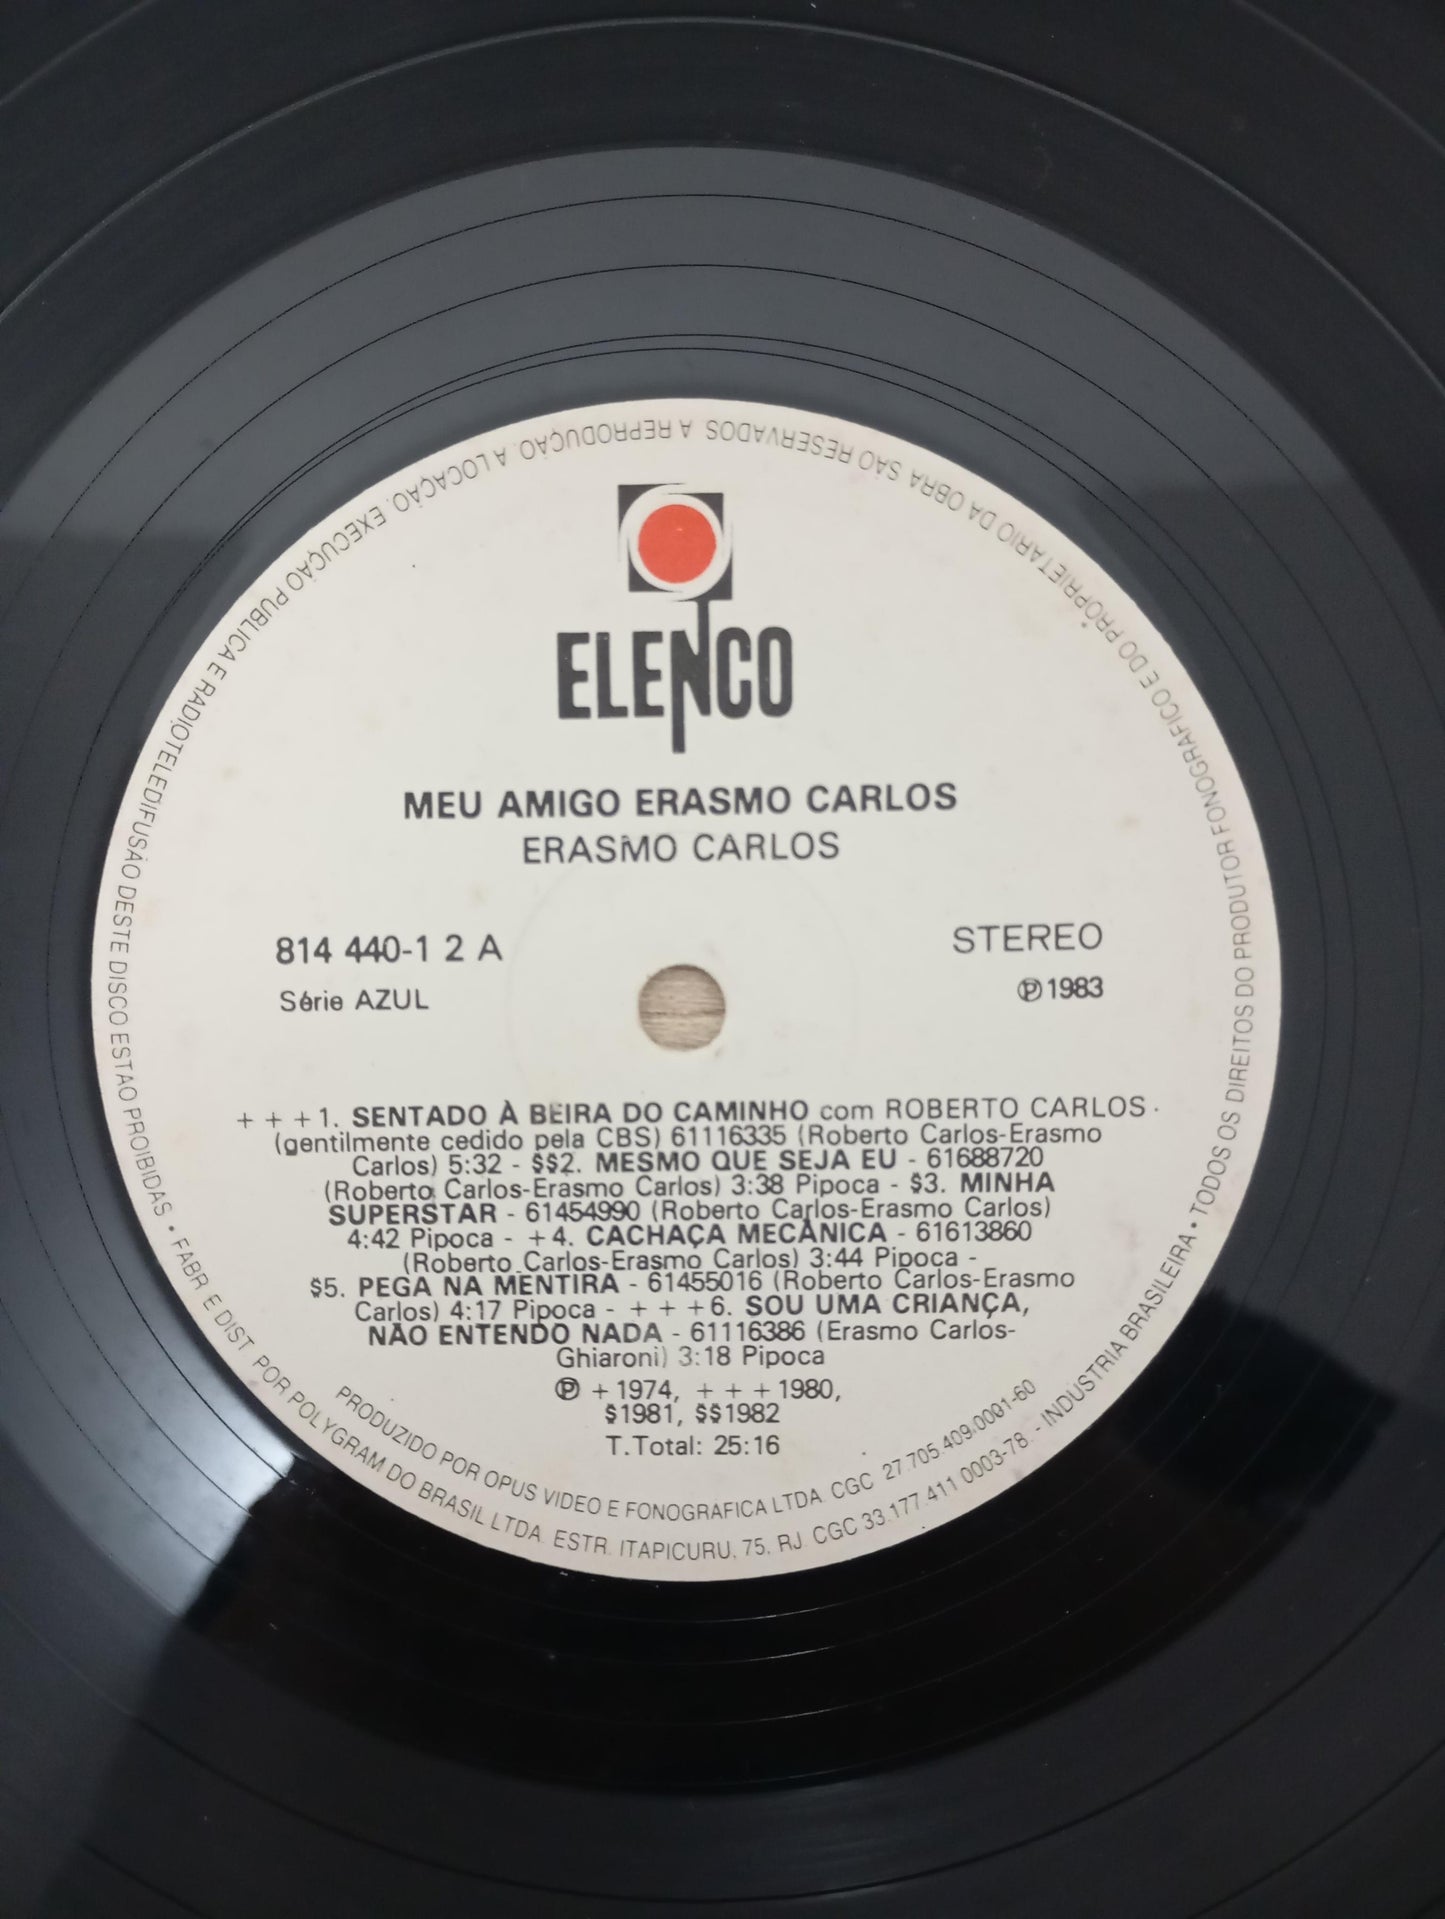 ELENCO
MEU AMIGO ERASMO CARLOS
ERASMO CARLOS
814 440-1 2 A
STEREO
Série AZUL
℗ 1983
+ + + 1. SENTADO À BEIRA DO CAMINHO com ROBERTO CARLOS
(gentilmente cedido pela CBS) 61116335 (Roberto Carlos-Erasmo
Carlos) 5:32 - $$2. MESMO QUE SEJA EU - 61688720
(Roberto Carlos-Erasmo Carlos) 3:38 Pipoca - $3. MINHA
SUPERSTAR - 61454990 (Roberto Carlos-Erasmo Carlos)
4:42 Pipoca - + 4. CACHAÇA MECÂNICA - 61613860
(Roberto Carlos-Erasmo Carlos) 3:44 Pipoca -
$5. PEGA NA MENTIRA - 61455016 (Roberto Carlos-Erasmo
Carlos) 4:17 Pipoca - + + + 6. SOU UMA CRIANÇA,
NÃO ENTENDO NADA - 61116386 (Erasmo Carlos-
Ghiaroni) 3:18 Pipoca
℗ + 1974, + + + 1980,
$1981, $$1982
T.Total: 25:16
PRODUZIDO POR OPUS VIDEO E FONOGRAFICA LTDA. CGC 27.705.409.0001-60
FABR E DIST. POR POLYGRAM DO BRASIL LTDA. ESTR. ITAPICURU, 75. RJ. CGC 33.177.411 0003-78. - INDUSTRIA BRASILEIRA • TODOS OS DIREITOS DO PRODUTOR FONOGRAFICO E DO PROPRIETARIO DA OBRA SÃO RESERVADOS. A REPRODUÇÃO. A LOCAÇÃO. EXECUÇÃO PUBLICA E RADIOTELEDIFUSÃO DESTE DISCO ESTAO PROIBIDAS •